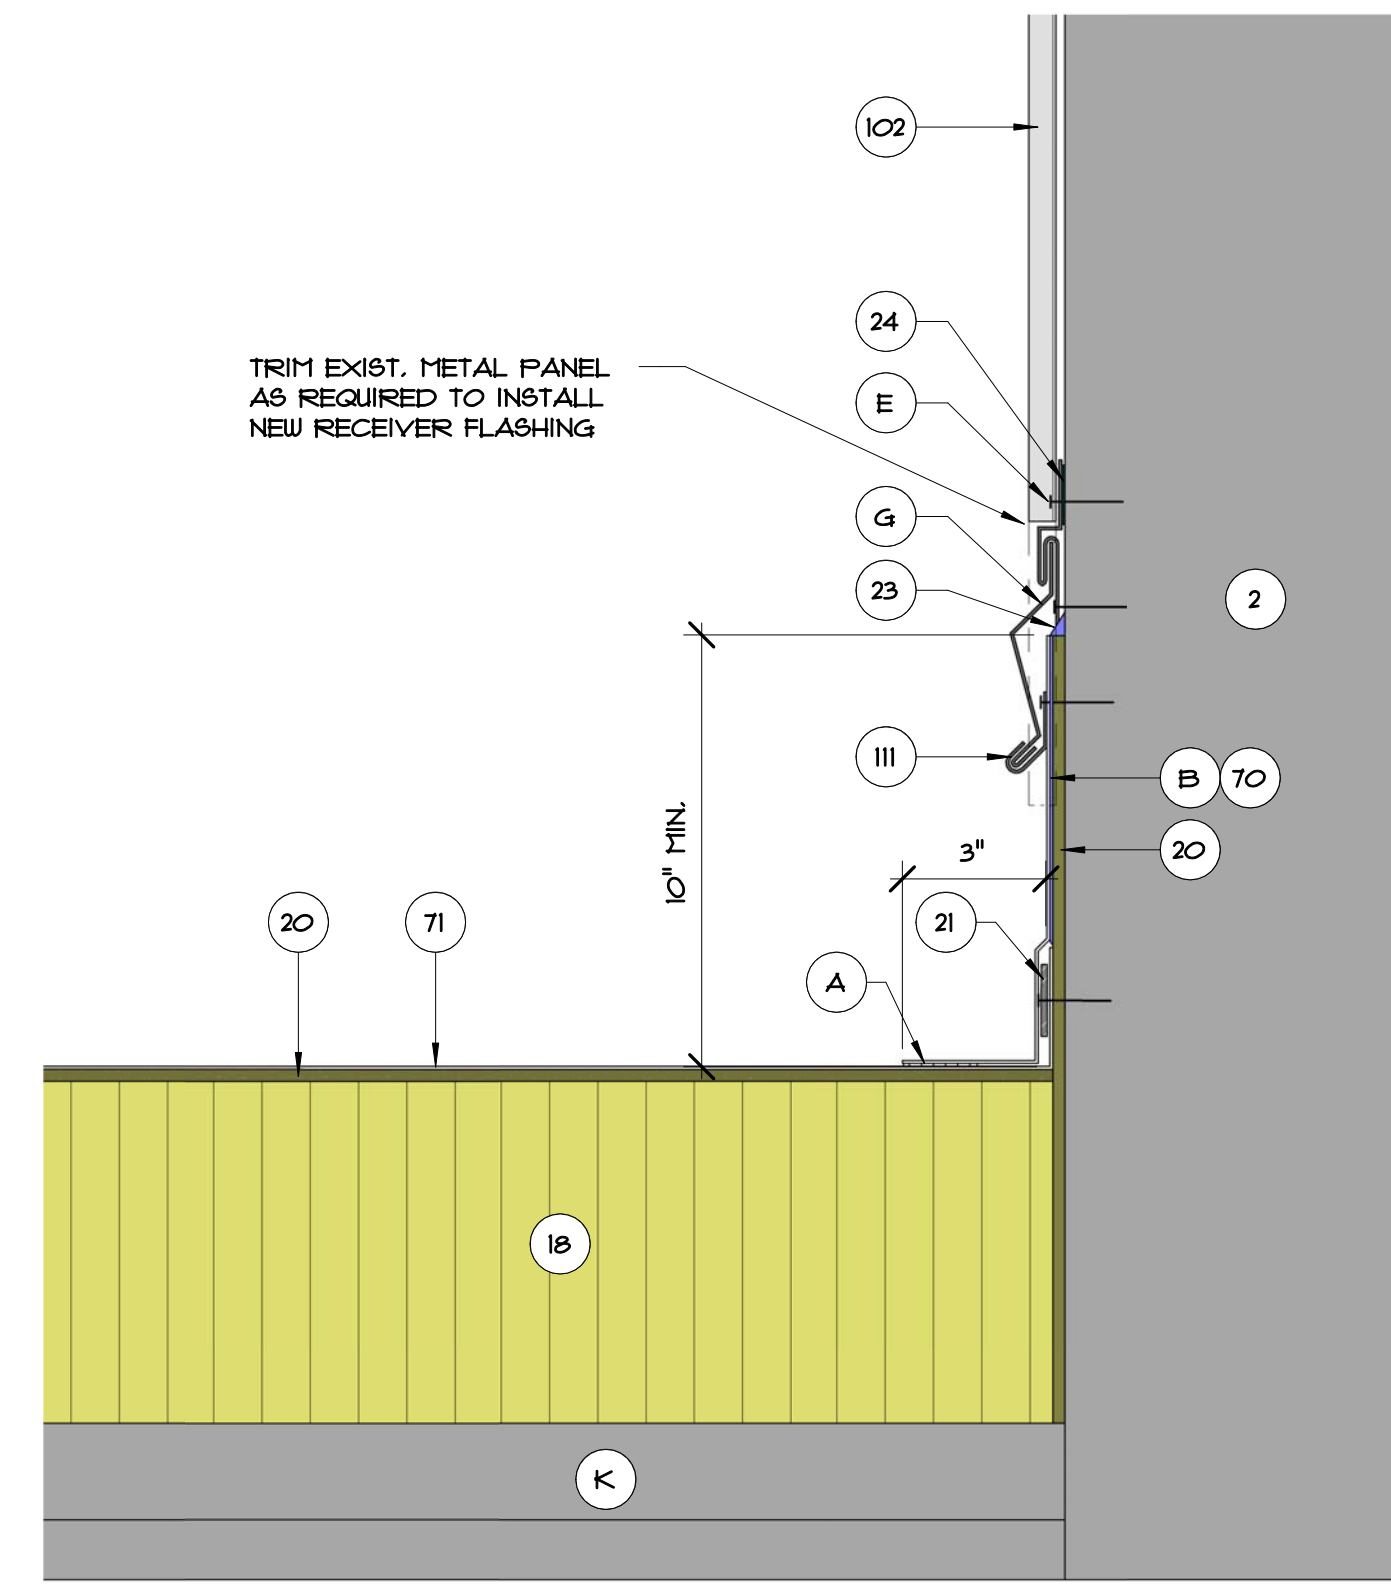 102
24
TRIM EXIST. METAL PANEL
AS REQUIRED TO INSTALL
NEW RECEIVER FLASHING
E
G
23
2
111
B 70
10" MIN.
3"
20
20
71
21
A
18
K